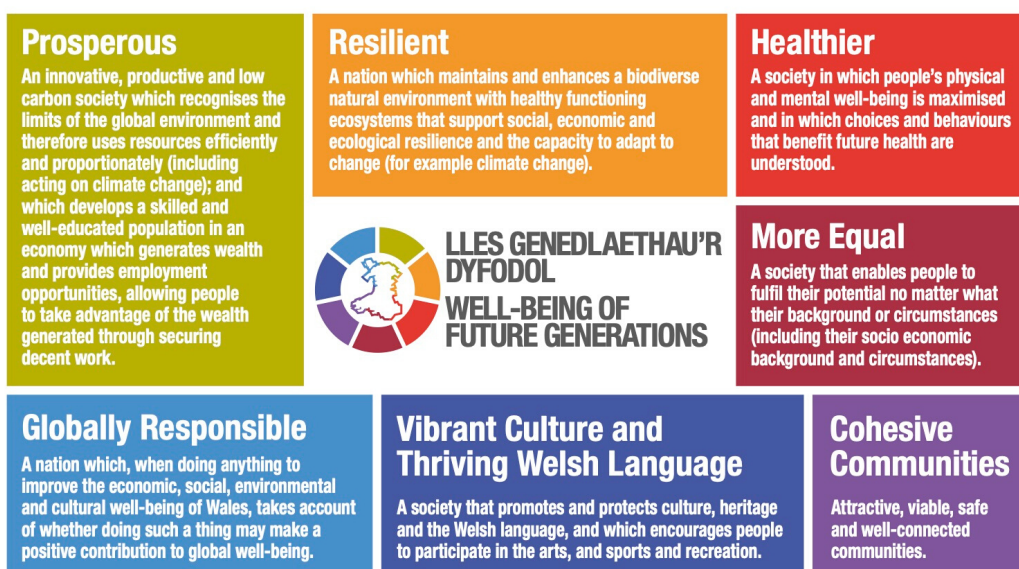 Prosperous
An innovative, productive and low
carbon society which recognises the
limits of the global environment and
therefore uses resources efficiently
and proportionately (including
acting on climate change); and
which develops a skilled and
well-educated population in an
economy which generates wealth
and provides employment
opportunities, allowing people
to take advantage of the wealth
generated through securing
decent work.
Resilient
A nation which maintains and enhances a biodiverse
natural environment with healthy functioning
ecosystems that support social, economic and
ecological resilience and the capacity to adapt to
change (for example climate change).
Healthier
A society in which people's physical
and mental well-being is maximised
and in which choices and behaviours
that benefit future health are
understood.
LLES GENEDLAETHAU'R
DYFODOL
WELL-BEING OF
FUTURE GENERATIONS
More Equal
A society that enables people to
fulfil their potential no matter what
their background or circumstances
(including their socio economic
background and circumstances).
Globally Responsible
A nation which, when doing anything to
improve the economic, social, environmental
and cultural well-being of Wales, takes account
of whether doing such a thing may make a
positive contribution to global well-being.
Vibrant Culture and
Thriving Welsh Language
A society that promotes and protects culture, heritage
and the Welsh language, and which encourages people
to participate in the arts, and sports and recreation.
Cohesive
Communities
Attractive, viable, safe
and well-connected
communities.